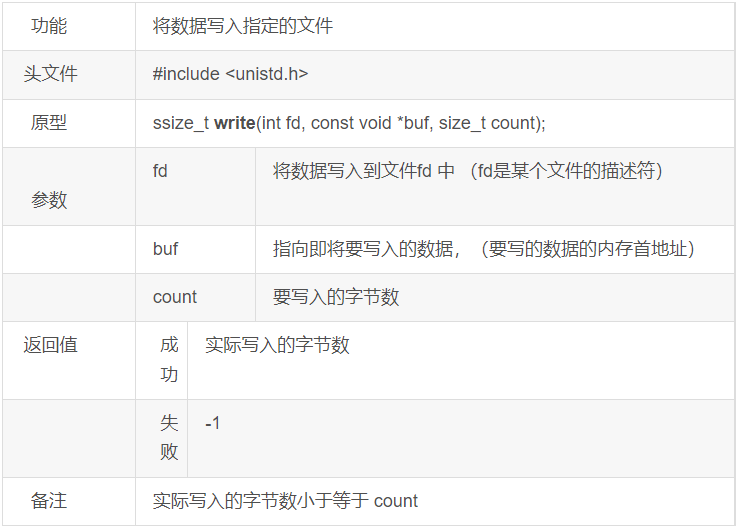 功能 将数据写入指定的文件
头文件 #include <unistd.h>
原型 ssize_t write(int fd, const void *buf, size_t count);
参数 fd 将数据写入到文件fd 中 （fd是某个文件的描述符）
buf 指向即将要写入的数据，（要写的数据的内存首地址）
count 要写入的字节数
返回值 成功 实际写入的字节数
失败 -1
备注 实际写入的字节数小于等于 count